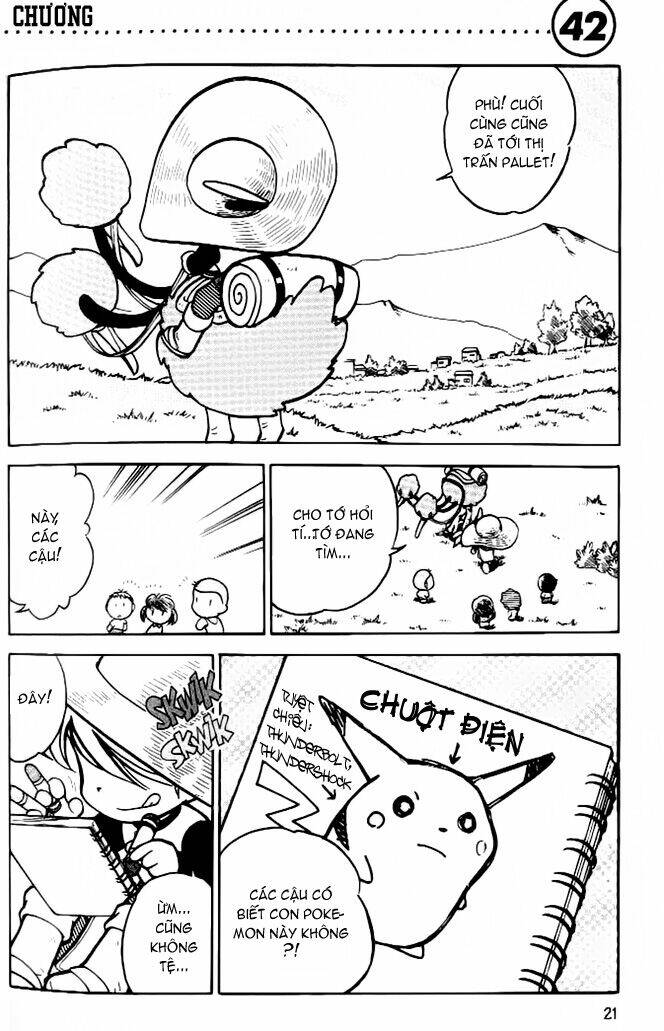 CHƯƠNG
42
PHÙ! CUỐI
CÙNG CŨNG
ĐÃ TỚI THỊ
TRẤN PALLET!
NÀY,
CÁC
CẬU!
CHO TỚ HỎI
TÍ..TỚ ĐANG
TÌM...
ĐÂY!
SKWIK
SKWIK
ỪM...
CŨNG
KHÔNG
TỆ...
TUYỆT
CHIÊU:
THUNDERBOLT,
THUNDERSHOCK
CHUỘT ĐIỆN
CÁC CẬU CÓ
BIẾT CON POKE-
MON NÀY KHÔNG
?!
21